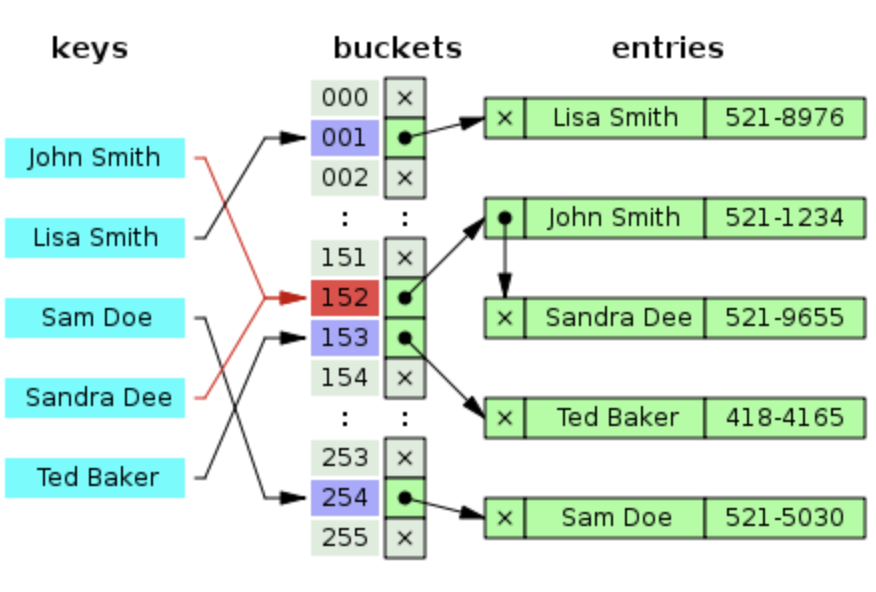 keys buckets entries
000 ×
Lisa Smith 521-8976
001
John Smith
002 ×
: :
John Smith 521-1234
Lisa Smith
151 ×
152
Sam Doe
Sandra Dee 521-9655
153
154 ×
Sandra Dee
: :
Ted Baker 418-4165
253 ×
Ted Baker
254
× Sam Doe 521-5030
255 ×